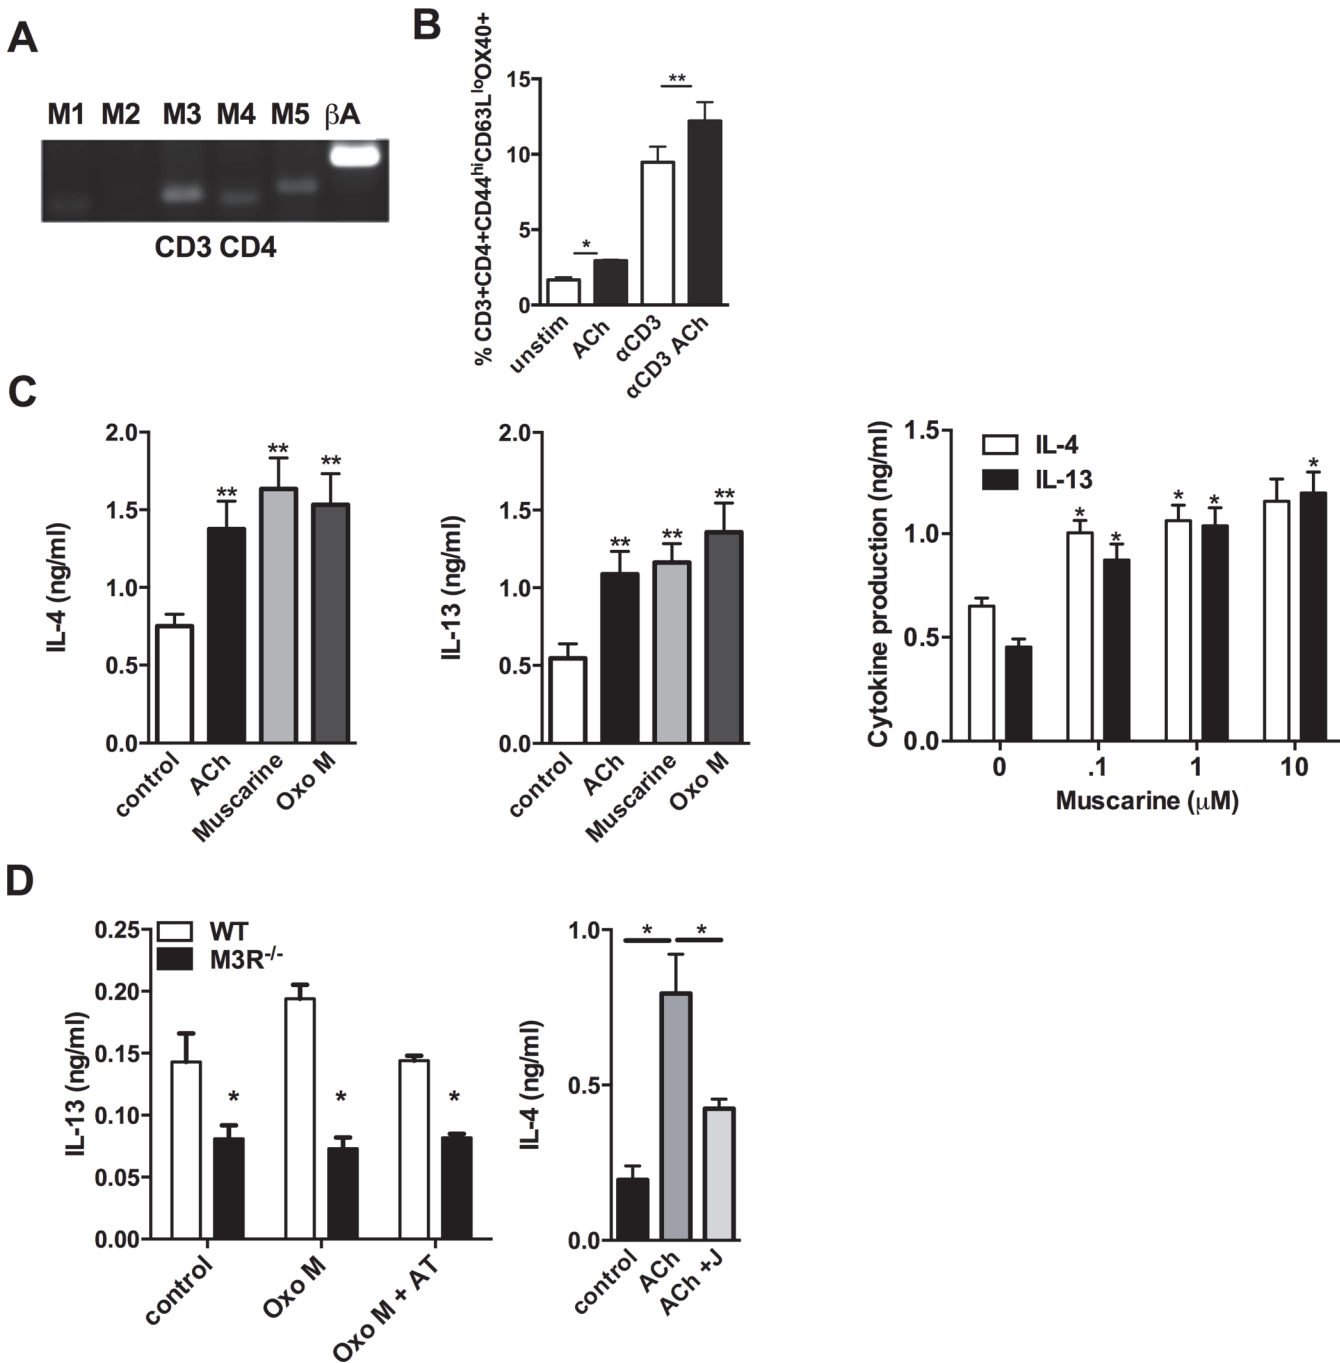 A
M1 M2 M3 M4 M5 βA
CD3 CD4
B
% CD3+CD4+CD44hiCD63LloOX40+
15
10
5
0
**
*
unstim
ACh
αCD3
αCD3 ACh
C
IL-4 (ng/ml)
2.0
1.5
1.0
0.5
0.0
** ** **
control
ACh
Muscarine
Oxo M
IL-13 (ng/ml)
2.0
1.5
1.0
0.5
0.0
** ** **
control
ACh
Muscarine
Oxo M
Cytokine production (ng/ml)
1.5
1.0
0.5
0.0
IL-4
IL-13
* * * * *
0 .1 1 10
Muscarine (μM)
D
IL-13 (ng/ml)
0.25
0.20
0.15
0.10
0.05
0.00
WT
M3R-/-
* * *
control
Oxo M
Oxo M + AT
IL-4 (ng/ml)
1.0
0.5
0.0
* *
control
ACh
ACh +J